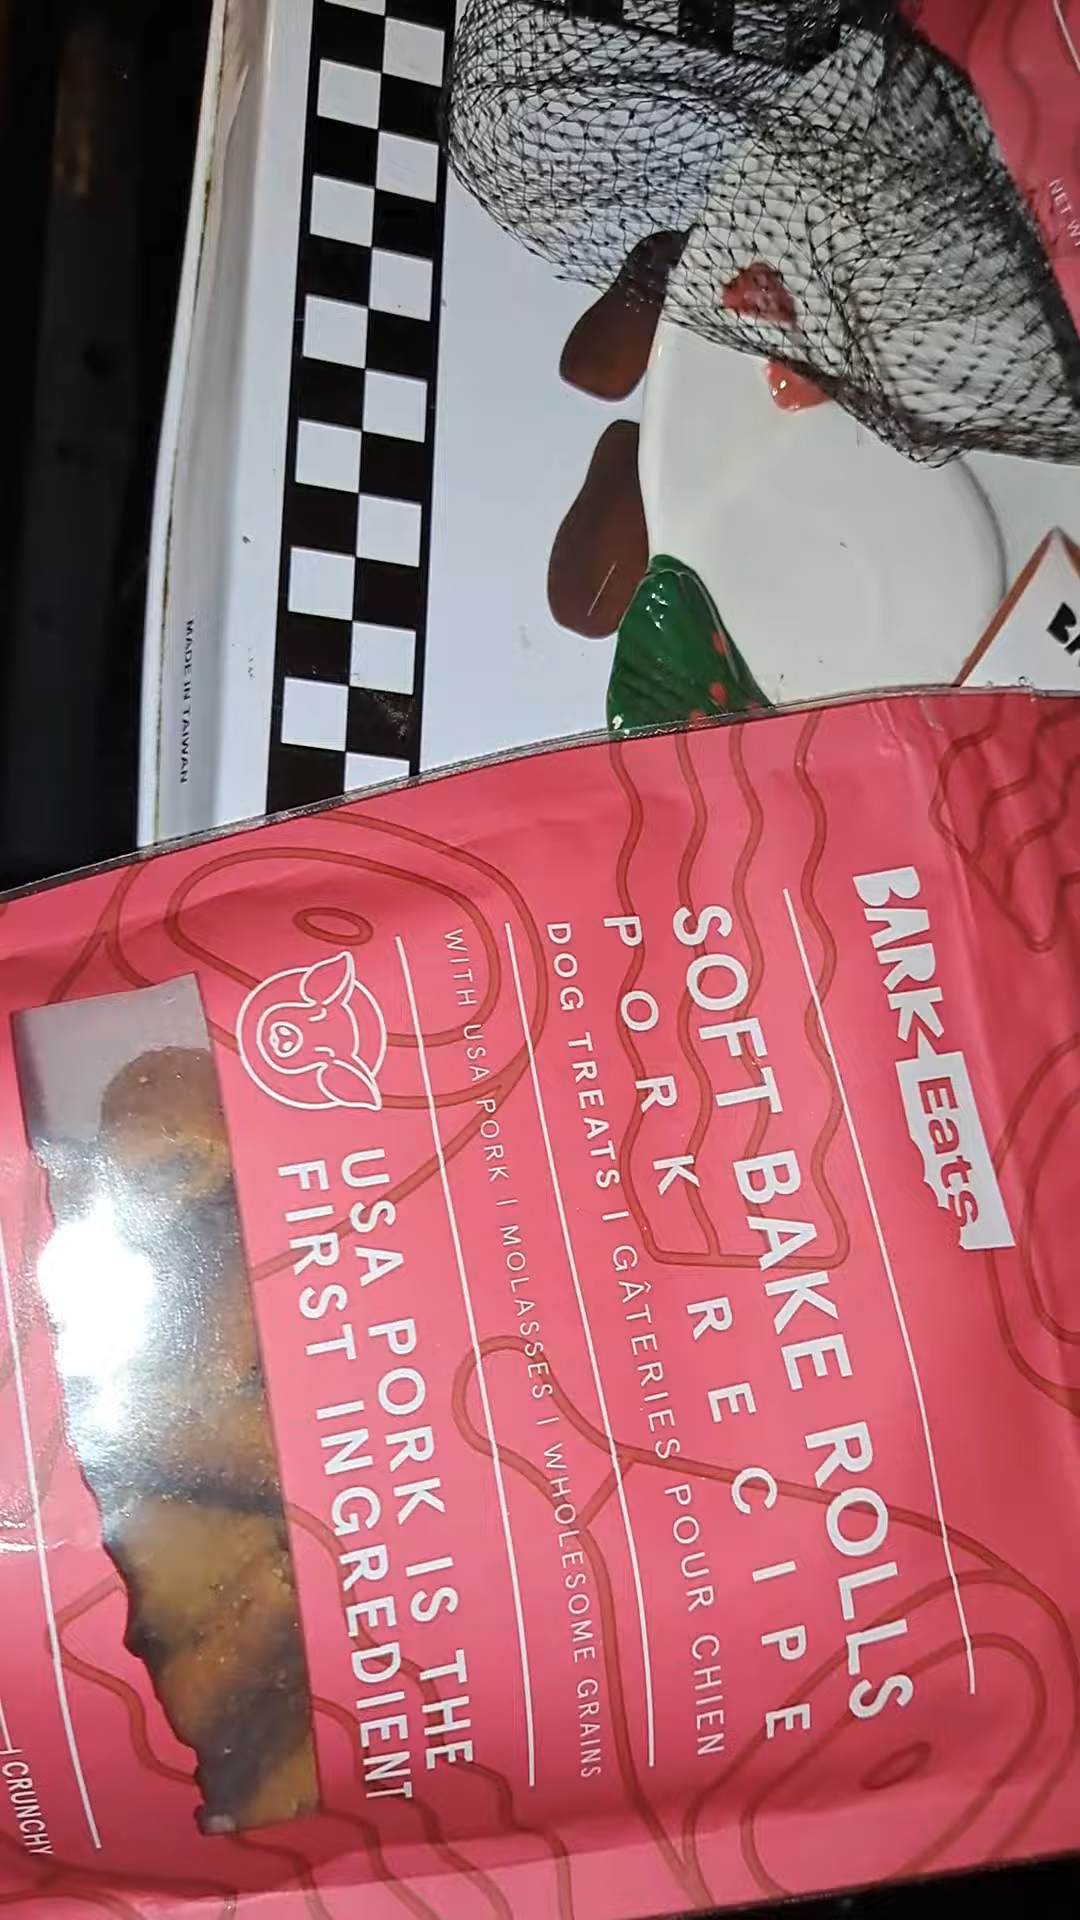 BARK Eats
SOFT BAKE ROLLS
PORK RECIPE
DOG TREATS | GÂTERIES POUR CHIEN
WITH USA PORK | MOLASSES | WHOLESOME GRAINS
USA PORK IS THE
FIRST INGREDIENT
CRUNCHY
MADE IN TAIWAN
NET W